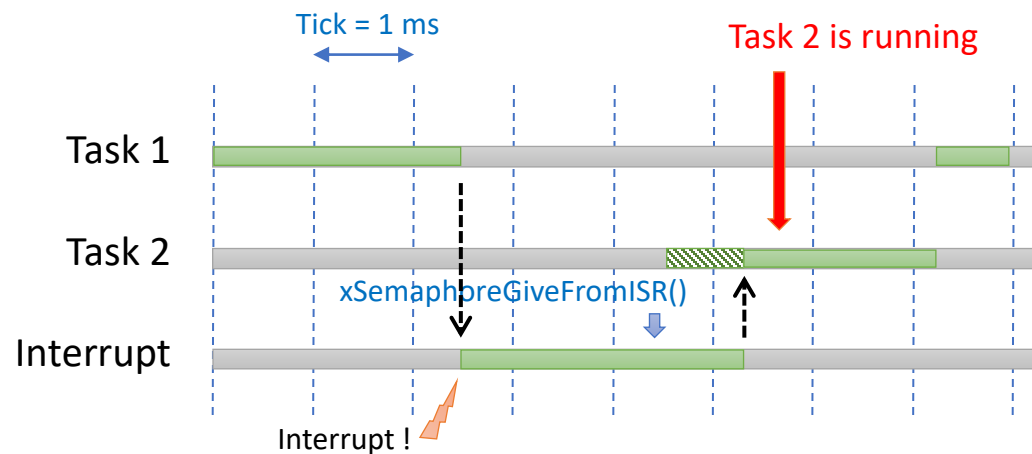 Tick = 1 ms
Task 2 is running
Task 1
Task 2
xSemaphoreGiveFromISR()
Interrupt
Interrupt !